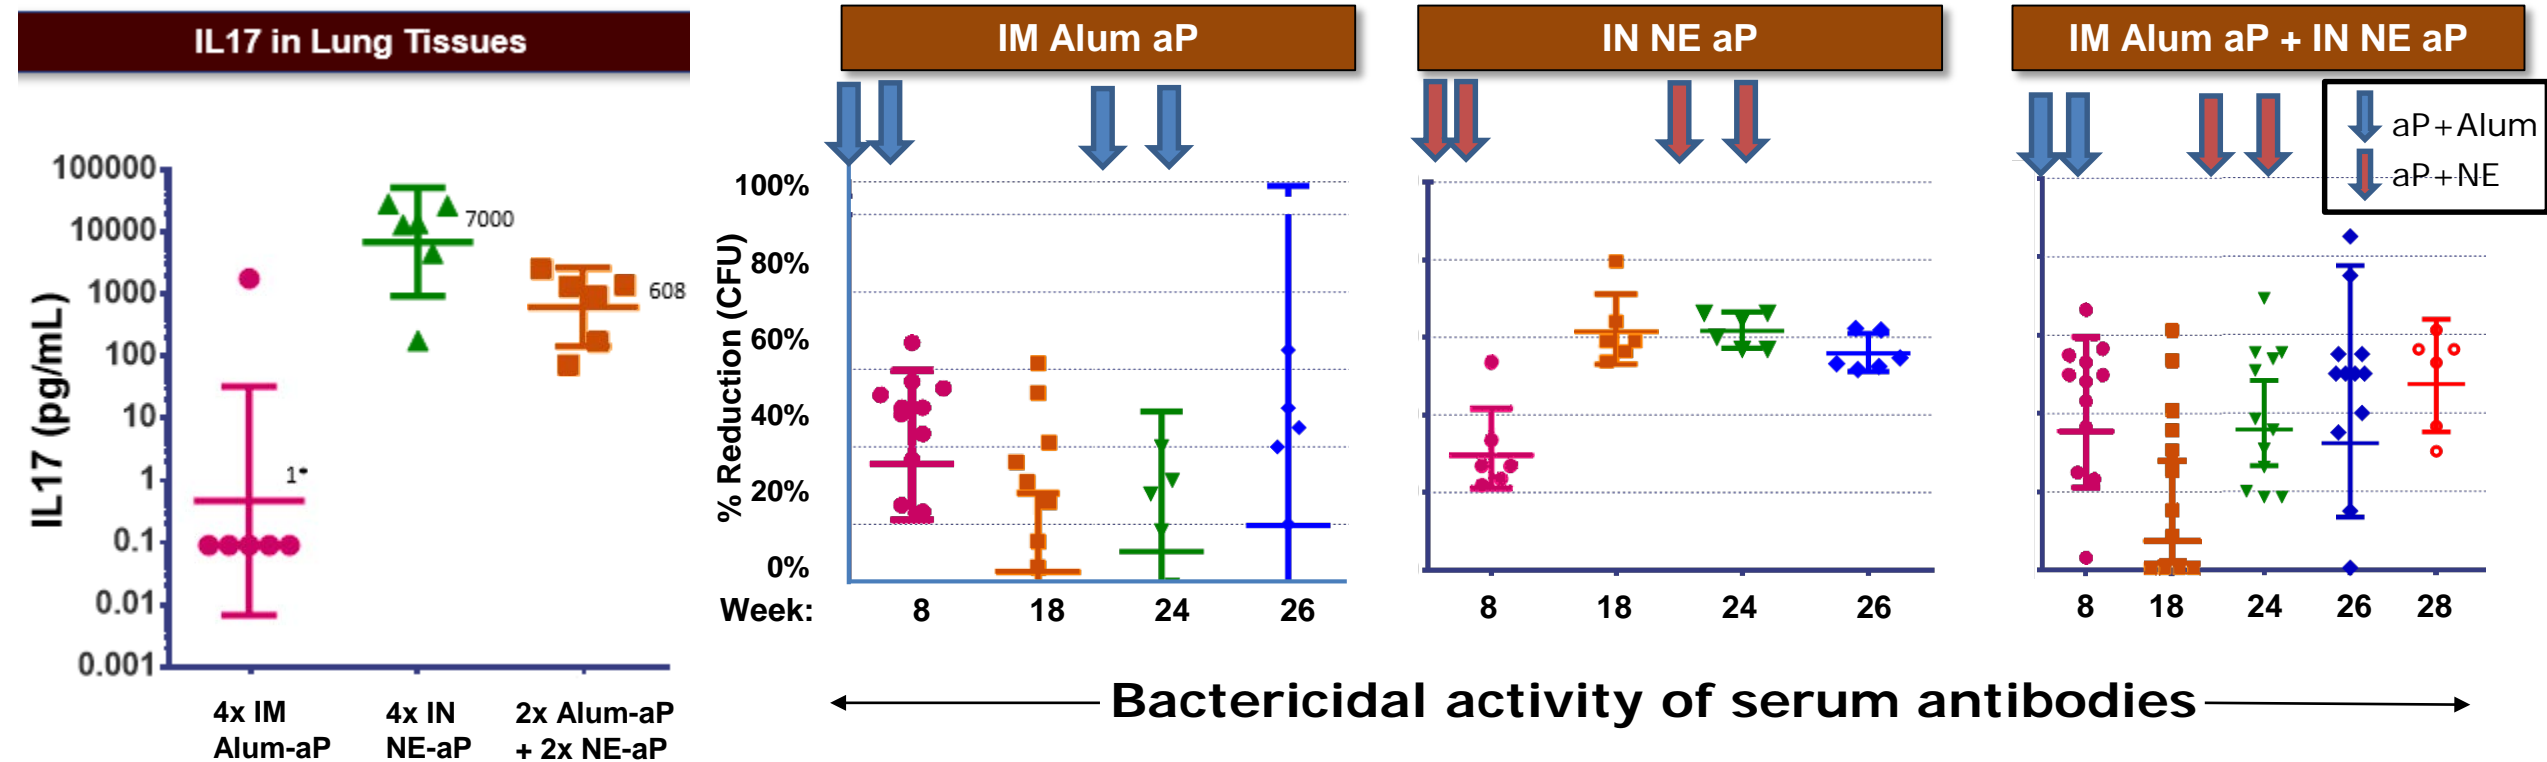 IL17 in Lung Tissues
IL17 (pg/mL)
100000
10000
1000
100
10
1
0.1
0.01
0.001
1*
7000
608
4x IM
Alum-aP
4x IN
NE-aP
2x Alum-aP
+ 2x NE-aP
IM Alum aP
IN NE aP
IM Alum aP + IN NE aP
aP+Alum
aP+NE
% Reduction (CFU)
100%
80%
60%
40%
20%
0%
Week:
8 18 24 26
8 18 24 26
8 18 24 26 28
Bactericidal activity of serum antibodies